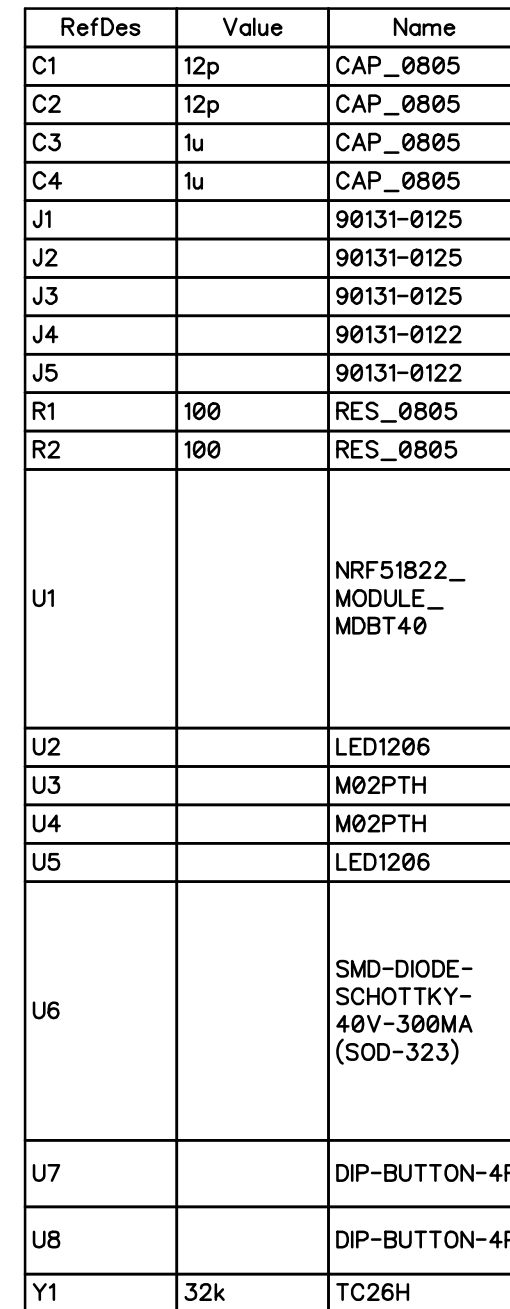 RefDes Value Name
C1 12p CAP_0805
C2 12p CAP_0805
C3 1u CAP_0805
C4 1u CAP_0805
J1 90131-0125
J2 90131-0125
J3 90131-0125
J4 90131-0122
J5 90131-0122
R1 100 RES_0805
R2 100 RES_0805
U1 NRF51822_
MODULE_
MDBT40
U2 LED1206
U3 M02PTH
U4 M02PTH
U5 LED1206
U6 SMD-DIODE-
SCHOTTKY-
40V-300MA
(SOD-323)
U7 DIP-BUTTON-4P
U8 DIP-BUTTON-4P
Y1 32k TC26H